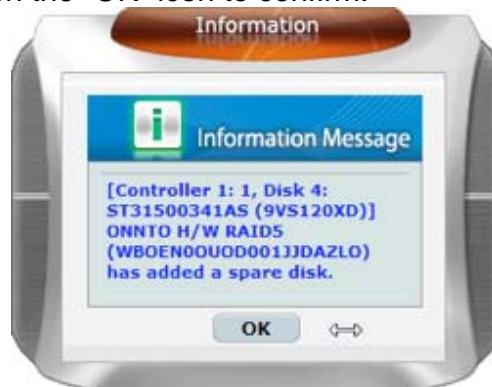 on the "OK" icon to confirm.
Information
Information Message
[Controller 1: 1, Disk 4:
ST31500341AS (9VS120XD)]
ONNTO H/W RAID5
(WBOEN0OUOD001JJDAZLO)
has added a spare disk.
OK